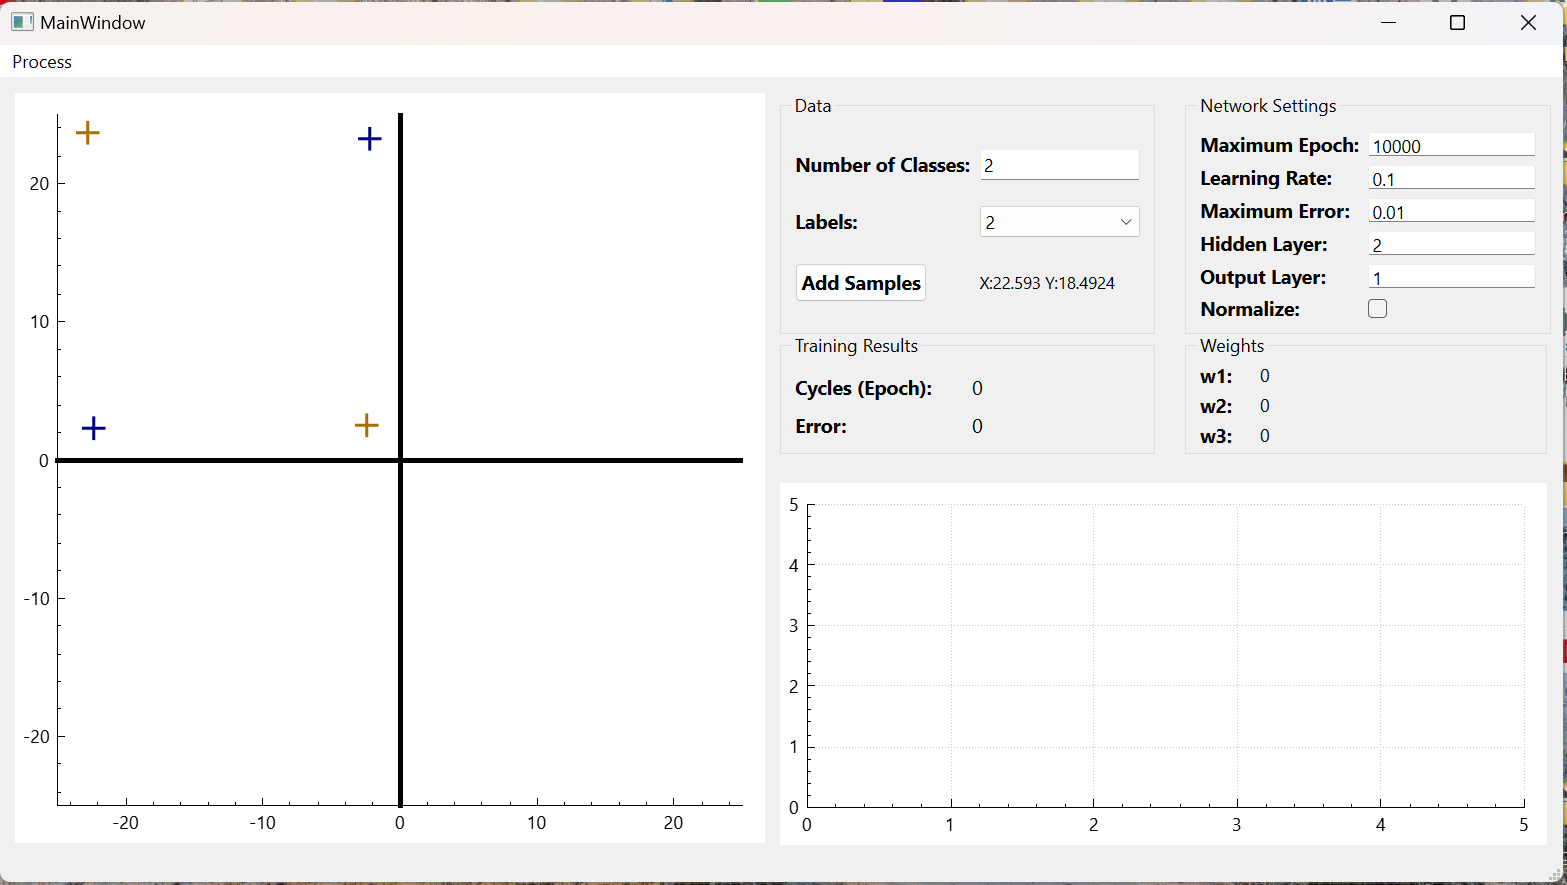 MainWindow
Process
20
10
0
-10
-20
-20
-10
0
10
20
Data
Number of Classes: 2
Labels: 2
Add Samples X:22.593 Y:18.4924
Network Settings
Maximum Epoch: 10000
Learning Rate: 0.1
Maximum Error: 0.01
Hidden Layer: 2
Output Layer: 1
Normalize:
Training Results
Cycles (Epoch): 0
Error: 0
Weights
w1: 0
w2: 0
w3: 0
5
4
3
2
1
0
0
1
2
3
4
5